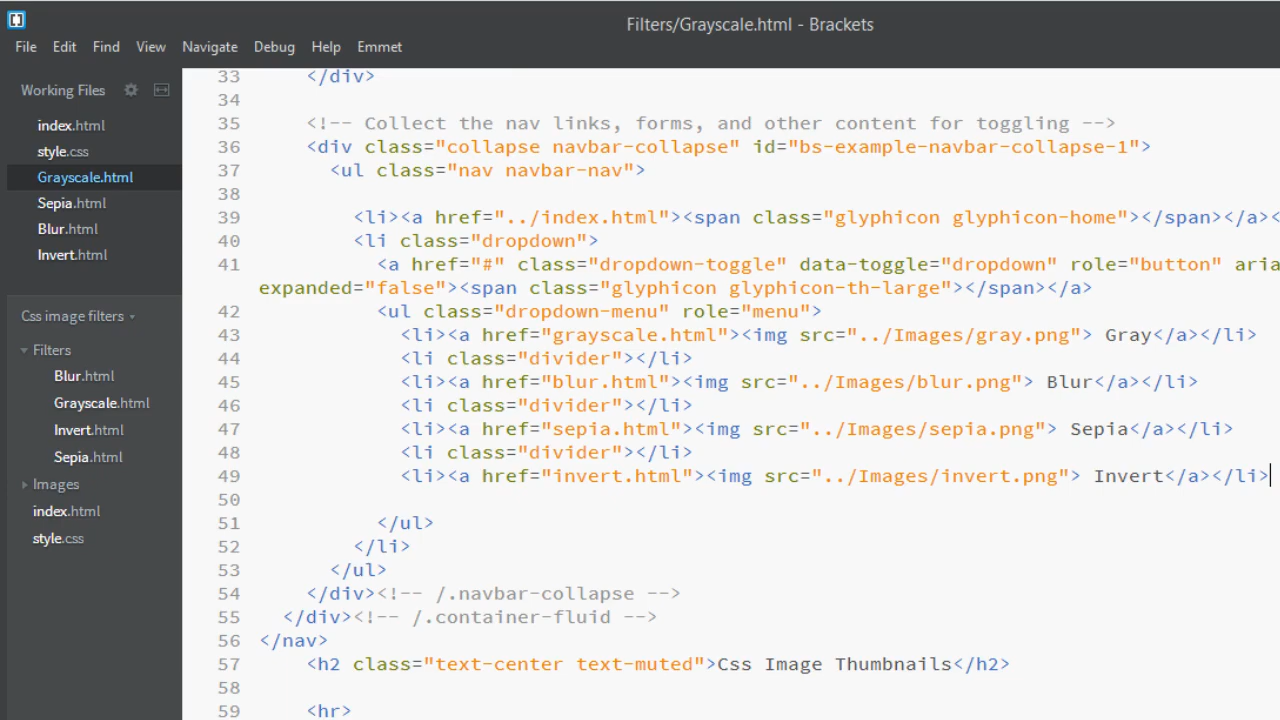 Filters/Grayscale.html - Brackets
File Edit Find View Navigate Debug Help Emmet
Working Files
index.html
style.css
Grayscale.html
Sepia.html
Blur.html
Invert.html
Css image filters
Filters
Blur.html
Grayscale.html
Invert.html
Sepia.html
Images
index.html
style.css
33 </div>
34
35 <!-- Collect the nav links, forms, and other content for toggling -->
36 <div class="collapse navbar-collapse" id="bs-example-navbar-collapse-1">
37 <ul class="nav navbar-nav">
38
39 <li><a href="../index.html"><span class="glyphicon glyphicon-home"></span></a><
40 <li class="dropdown">
41 <a href="#" class="dropdown-toggle" data-toggle="dropdown" role="button" aria
expanded="false"><span class="glyphicon glyphicon-th-large"></span></a>
42 <ul class="dropdown-menu" role="menu">
43 <li><a href="grayscale.html"><img src="../Images/gray.png"> Gray</a></li>
44 <li class="divider"></li>
45 <li><a href="blur.html"><img src="../Images/blur.png"> Blur</a></li>
46 <li class="divider"></li>
47 <li><a href="sepia.html"><img src="../Images/sepia.png"> Sepia</a></li>
48 <li class="divider"></li>
49 <li><a href="invert.html"><img src="../Images/invert.png"> Invert</a></li>
50
51 </ul>
52 </li>
53 </ul>
54 </div><!-- /.navbar-collapse -->
55 </div><!-- /.container-fluid -->
56 </nav>
57 <h2 class="text-center text-muted">Css Image Thumbnails</h2>
58
59 <hr>